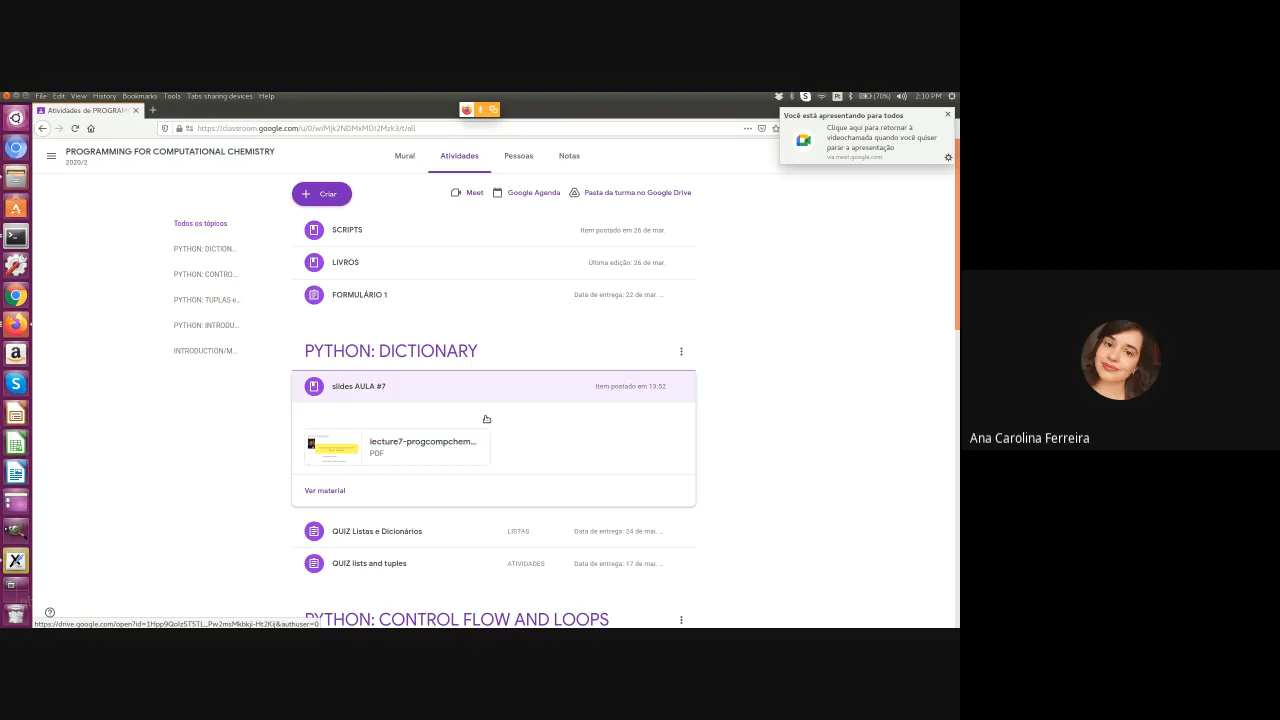 File Edit View History Bookmarks Tools Tabs sharing devices Help
(70%) 2:10 PM
Atividades de PROGRAM
https://classroom.google.com/u/0/w/Mjk2NDMxMDI2Mzk3/t/all
Você está apresentando para todos
Clique aqui para retornar à
videochamada quando você quiser
parar a apresentação
via meet.google.com
PROGRAMMING FOR COMPUTATIONAL CHEMISTRY
2020/2
Mural Atividades Pessoas Notas
Criar
Meet Google Agenda Pasta da turma no Google Drive
Todos os tópicos
PYTHON: DICTION...
PYTHON: CONTRO...
PYTHON: TUPLAS e...
PYTHON: INTRODU...
INTRODUCTION/M...
SCRIPTS Item postado em 26 de mar.
LIVROS Última edição: 26 de mar.
FORMULÁRIO 1 Data de entrega: 22 de mar. ...
PYTHON: DICTIONARY
slides AULA #7 Item postado em 13:52
lecture7-progcompchem...
PDF
Ver material
QUIZ Listas e Dicionários LISTAS Data de entrega: 24 de mai. ...
QUIZ lists and tuples ATIVIDADES Data de entrega: 17 de mai. ...
PYTHON: CONTROL FLOW AND LOOPS
Ana Carolina Ferreira